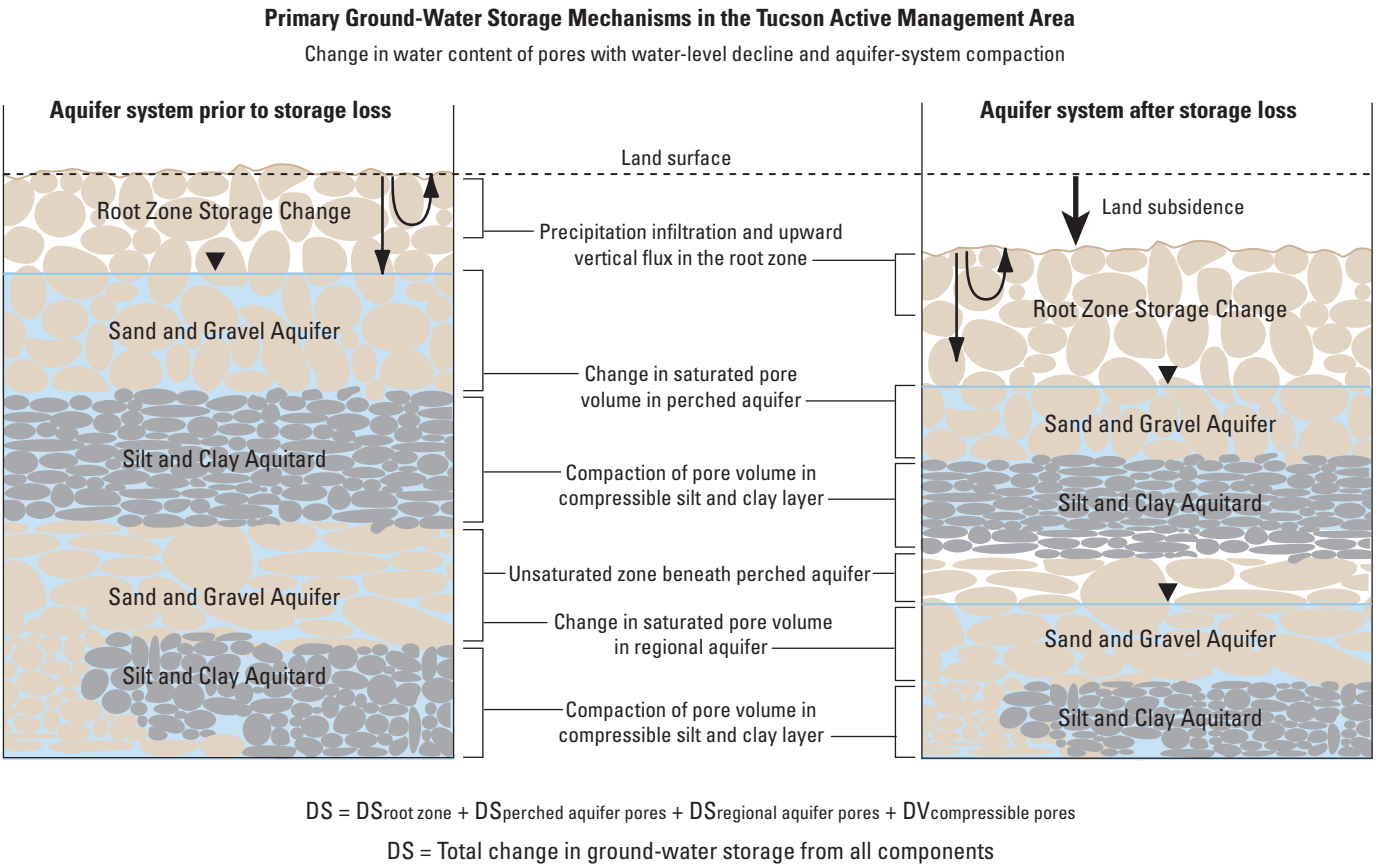 Primary Ground-Water Storage Mechanisms in the Tucson Active Management Area
Change in water content of pores with water-level decline and aquifer-system compaction
Aquifer system prior to storage loss
Root Zone Storage Change
Sand and Gravel Aquifer
Silt and Clay Aquitard
Sand and Gravel Aquifer
Silt and Clay Aquitard
Land surface
Precipitation infiltration and upward
vertical flux in the root zone
Change in saturated pore
volume in perched aquifer
Compaction of pore volume in
compressible silt and clay layer
Unsaturated zone beneath perched aquifer
Change in saturated pore volume
in regional aquifer
Compaction of pore volume in
compressible silt and clay layer
Aquifer system after storage loss
Land subsidence
Root Zone Storage Change
Sand and Gravel Aquifer
Silt and Clay Aquitard
Sand and Gravel Aquifer
Silt and Clay Aquitard
DS = DSroot zone + DSperched aquifer pores + DSregional aquifer pores + DVcompressible pores
DS = Total change in ground-water storage from all components